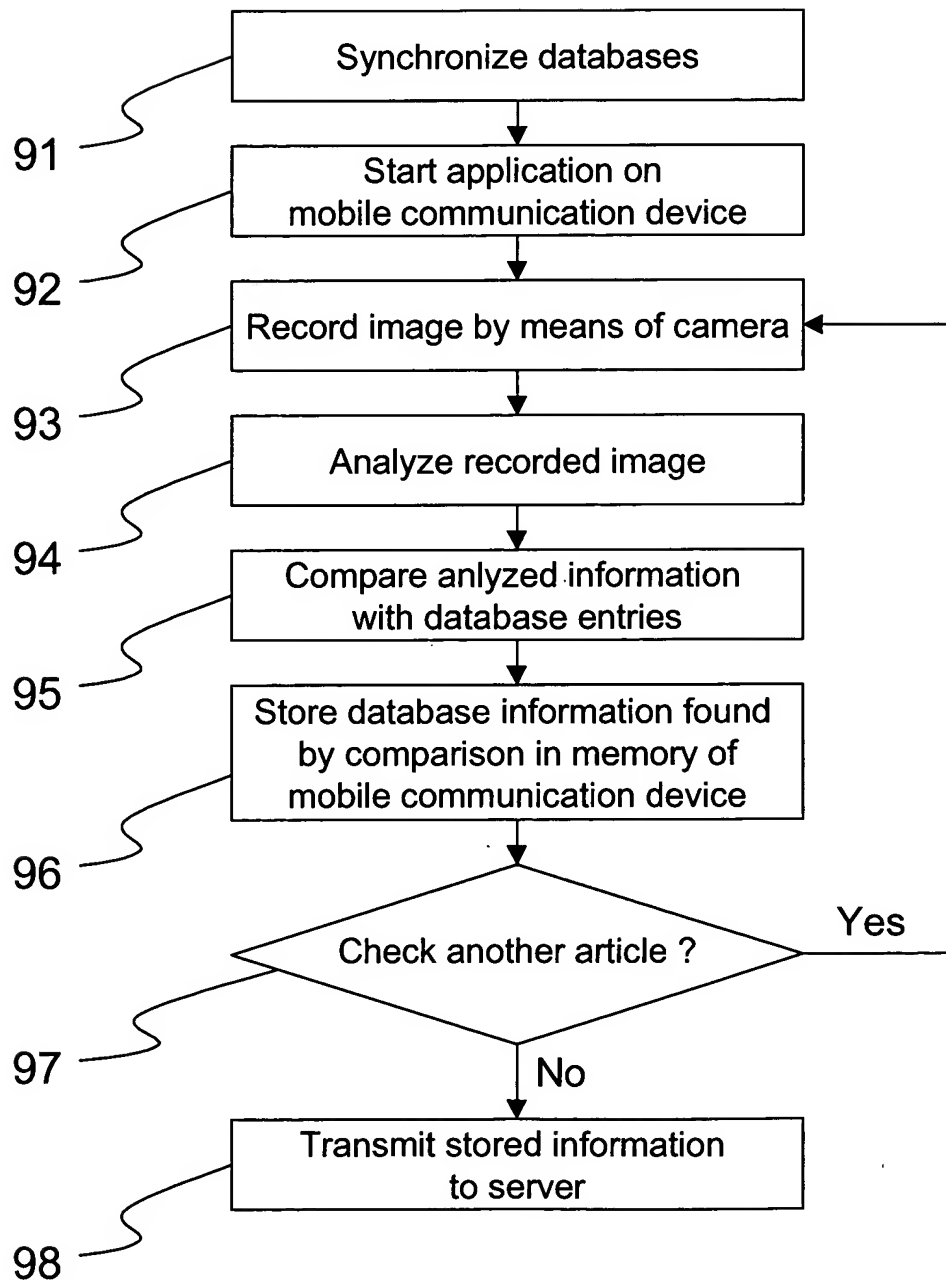 Synchronize databases
91
Start application on
mobile communication device
92
Record image by means of camera
93
Analyze recorded image
94
Compare anlyzed information
with database entries
95
Store database information found
by comparison in memory of
mobile communication device
96
Yes
Check another article ?
97
No
Transmit stored information
to server
98